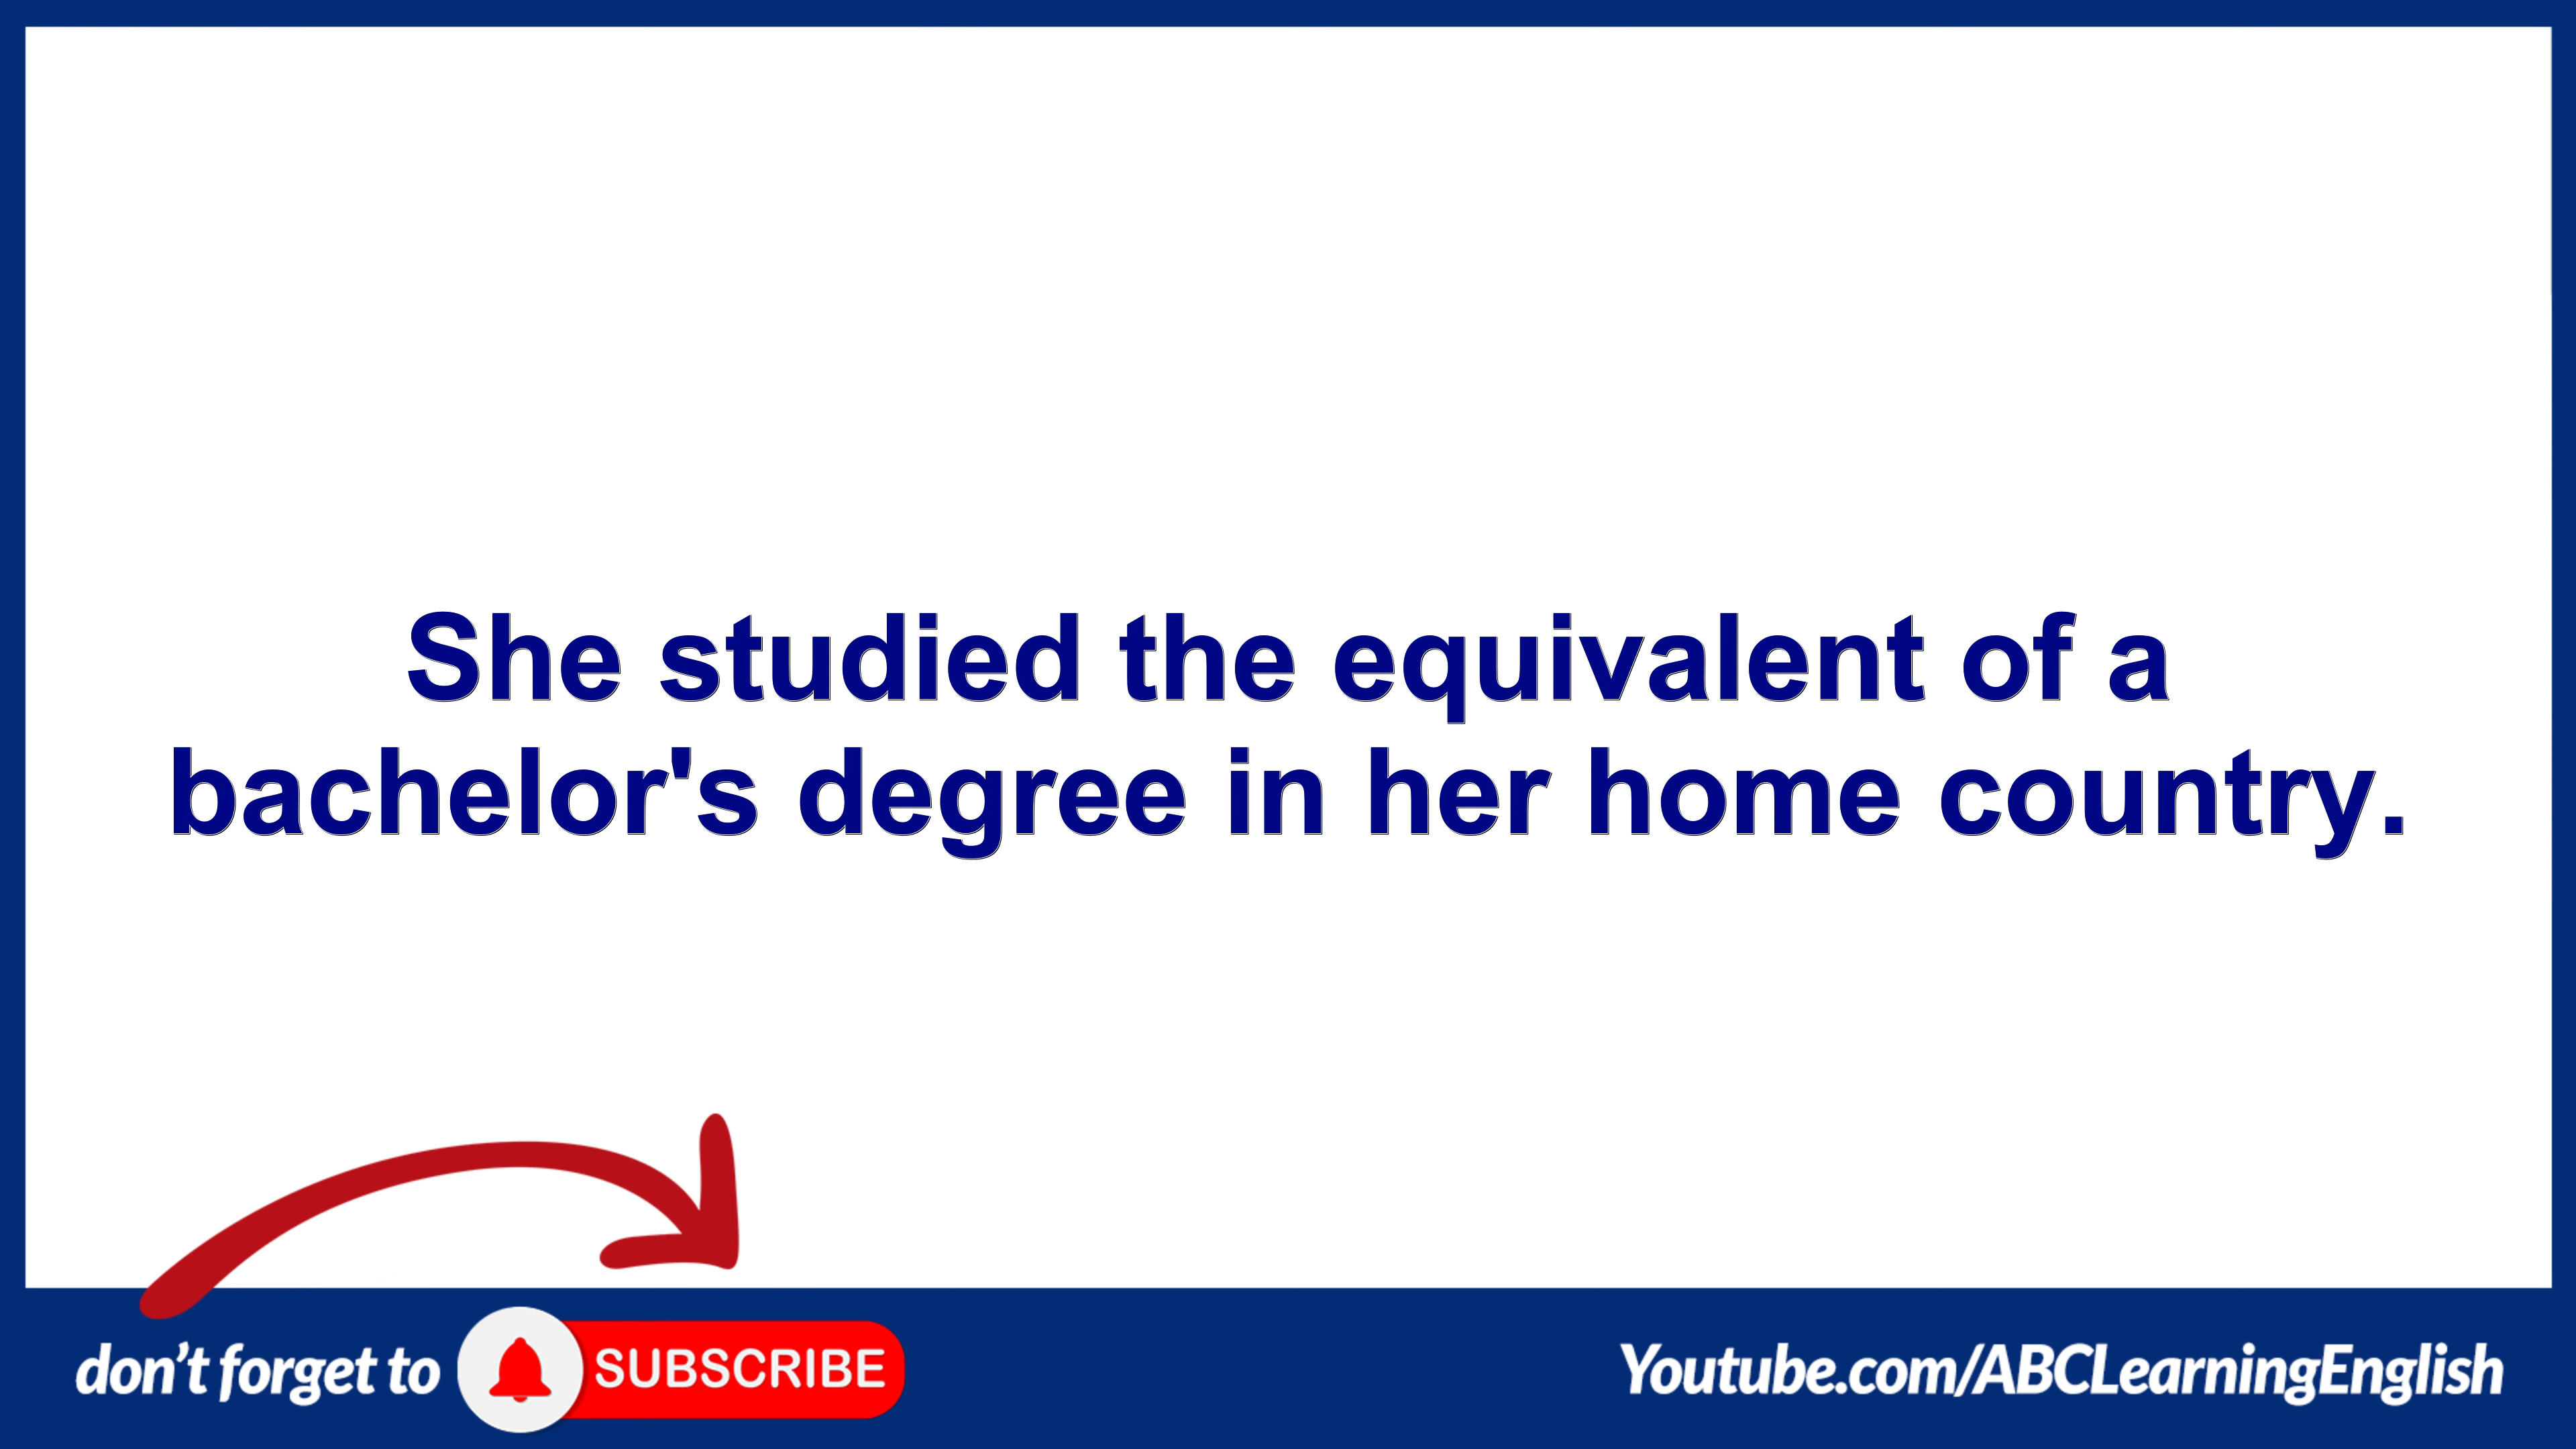 She studied the equivalent of a
bachelor's degree in her home country.
don't forget to SUBSCRIBE
Youtube.com/ABCLearningEnglish